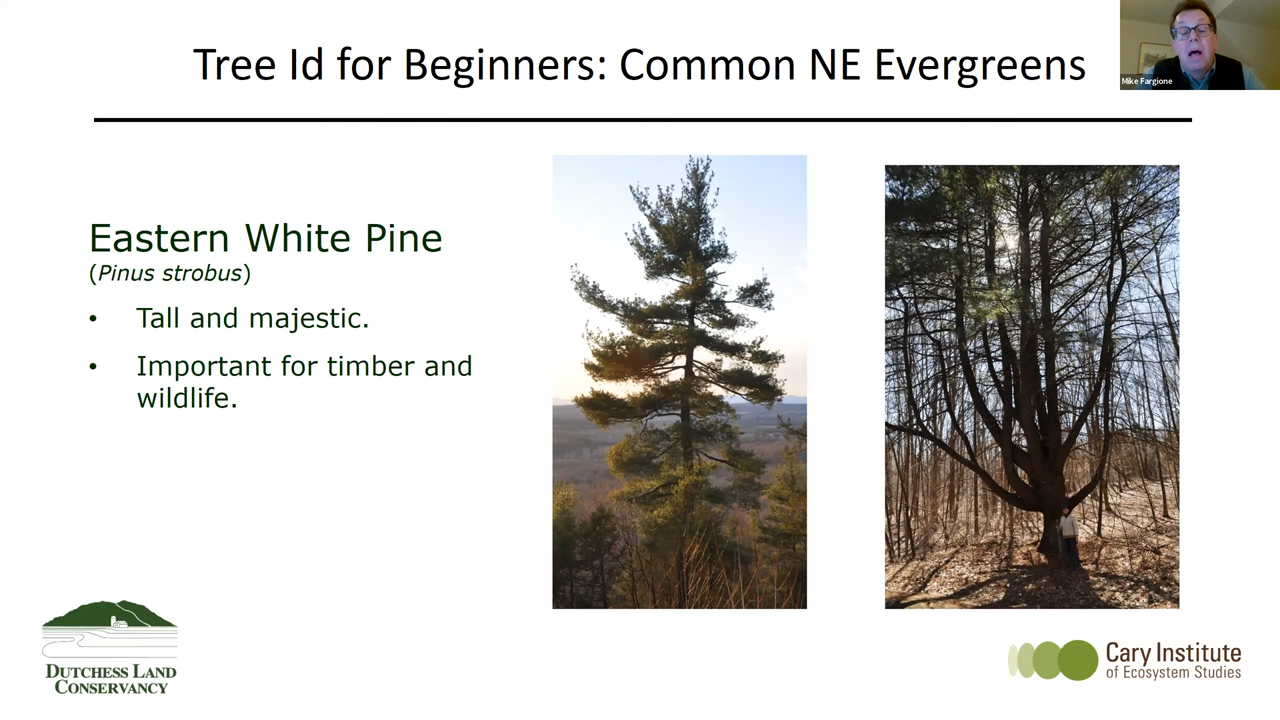 Tree Id for Beginners: Common NE Evergreens
Mike Fargione
Eastern White Pine
(Pinus strobus)
• Tall and majestic.
• Important for timber and
wildlife.
DUTCHESS LAND
CONSERVANCY
Cary Institute
of Ecosystem Studies